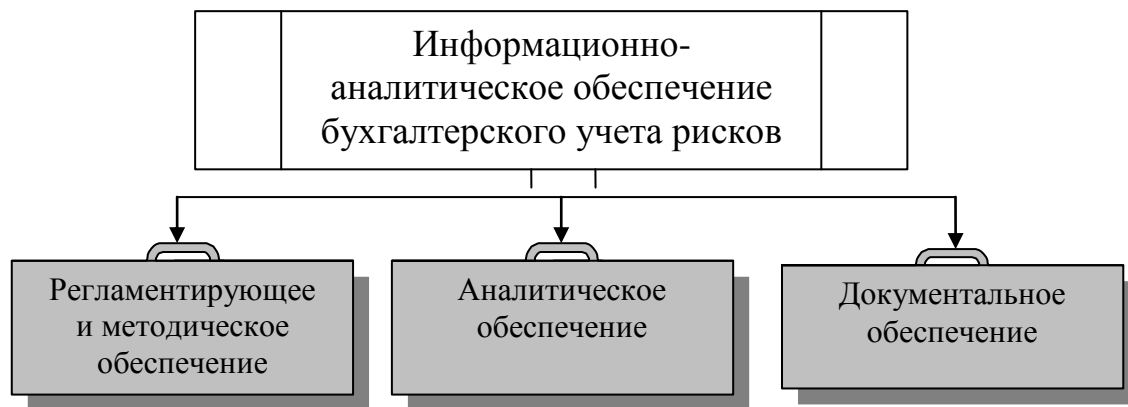 Информационно-
аналитическое обеспечение
бухгалтерского учета рисков
Регламентирующее
и методическое
обеспечение
Аналитическое
обеспечение
Документальное
обеспечение